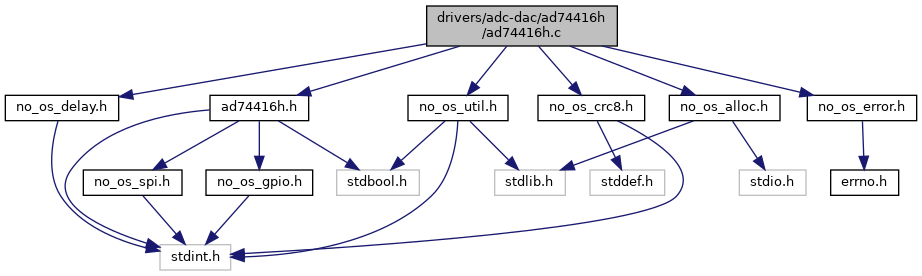 drivers/adc-dac/ad74416h
/ad74416h.c
no_os_delay.h
ad74416h.h
no_os_util.h
no_os_crc8.h
no_os_alloc.h
no_os_error.h
no_os_spi.h
no_os_gpio.h
stdbool.h
stdlib.h
stddef.h
stdio.h
errno.h
stdint.h